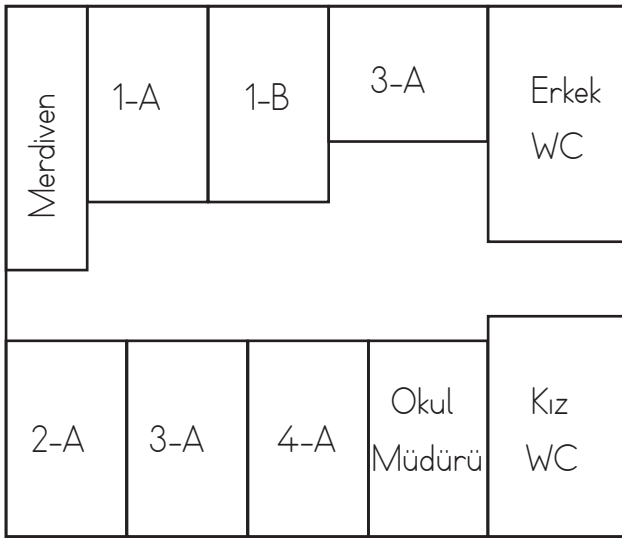 Merdiven
1-A
1-B
3-A
Erkek
WC
2-A
3-A
4-A
Okul
Müdürü
Kız
WC